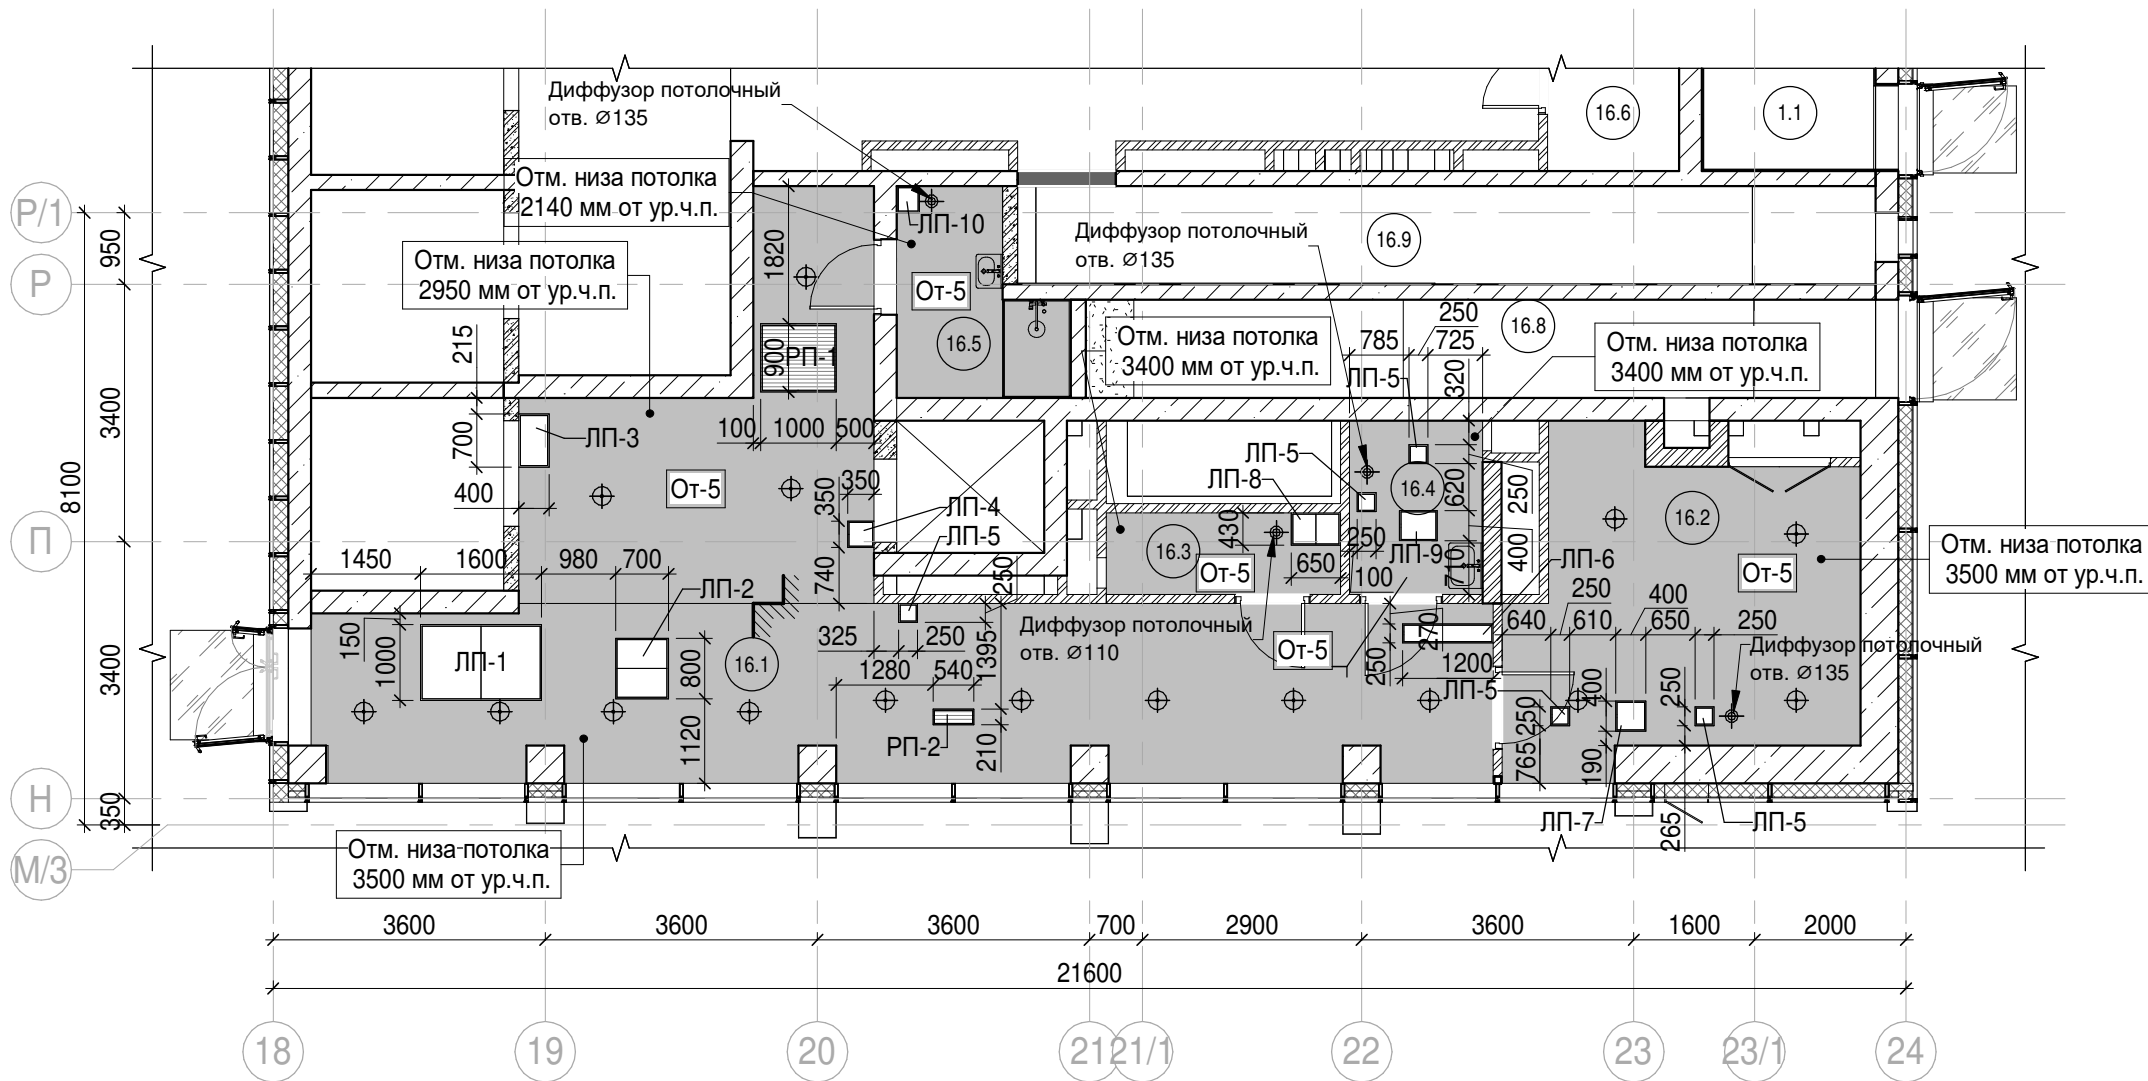 Диффузор потолочный
отв. ∅135
16.6
1.1
Отм. низа потолка
2140 мм от ур.ч.п.
Р/1
ЛП-10
950
1820
Диффузор потолочный
отв. ∅135
16.9
Отм. низа потолка
2950 мм от ур.ч.п.
Р
От-5
215
16.5
900
РП-1
Отм. низа потолка
3400 мм от ур.ч.п.
785
250
725
16.8
Отм. низа потолка
3400 мм от ур.ч.п.
ЛП-5
320
3400
700
ЛП-3
100
1000
500
400
От-5
350
350
ЛП-4
ЛП-5
ЛП-5
ЛП-8
16.4
620
250
16.2
8100
П
740
430
16.3
От-5
650
250
100
ЛП-9
710
400
ЛП-6
От-5
Отм. низа потолка
3500 мм от ур.ч.п.
1450
1600
980
700
ЛП-2
250
250
400
150
1000
ЛП-1
800
16.1
325
250
1395
Диффузор потолочный
отв. ∅110
От-5
270
640
610
650
250
Диффузор потолочный
отв. ∅135
3400
1280
540
250
1200
ЛП-5
400
250
1120
РП-2
210
250
765
190
Н
350
ЛП-7
265
ЛП-5
М/3
Отм. низа потолка
3500 мм от ур.ч.п.
3600
3600
3600
700
2900
3600
1600
2000
21600
18
19
20
21
21/1
22
23
23/1
24